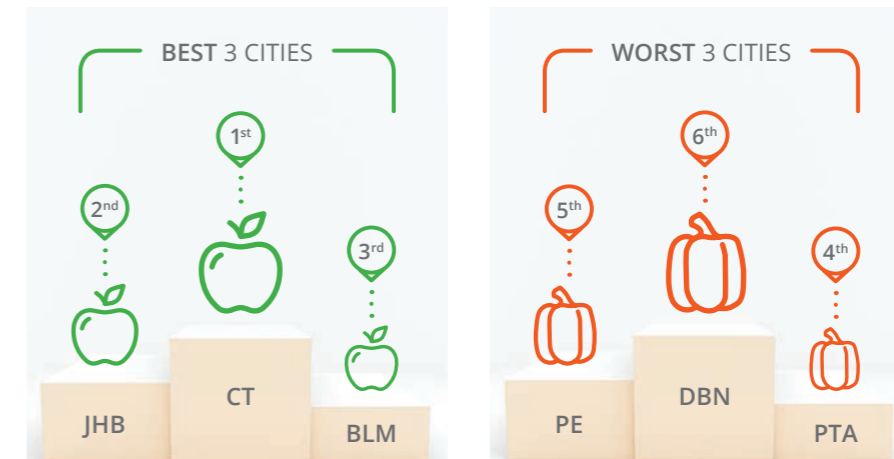 BEST 3 CITIES
1st
2nd
3rd
CT
JHB
BLM
WORST 3 CITIES
6th
5th
4th
DBN
PE
PTA